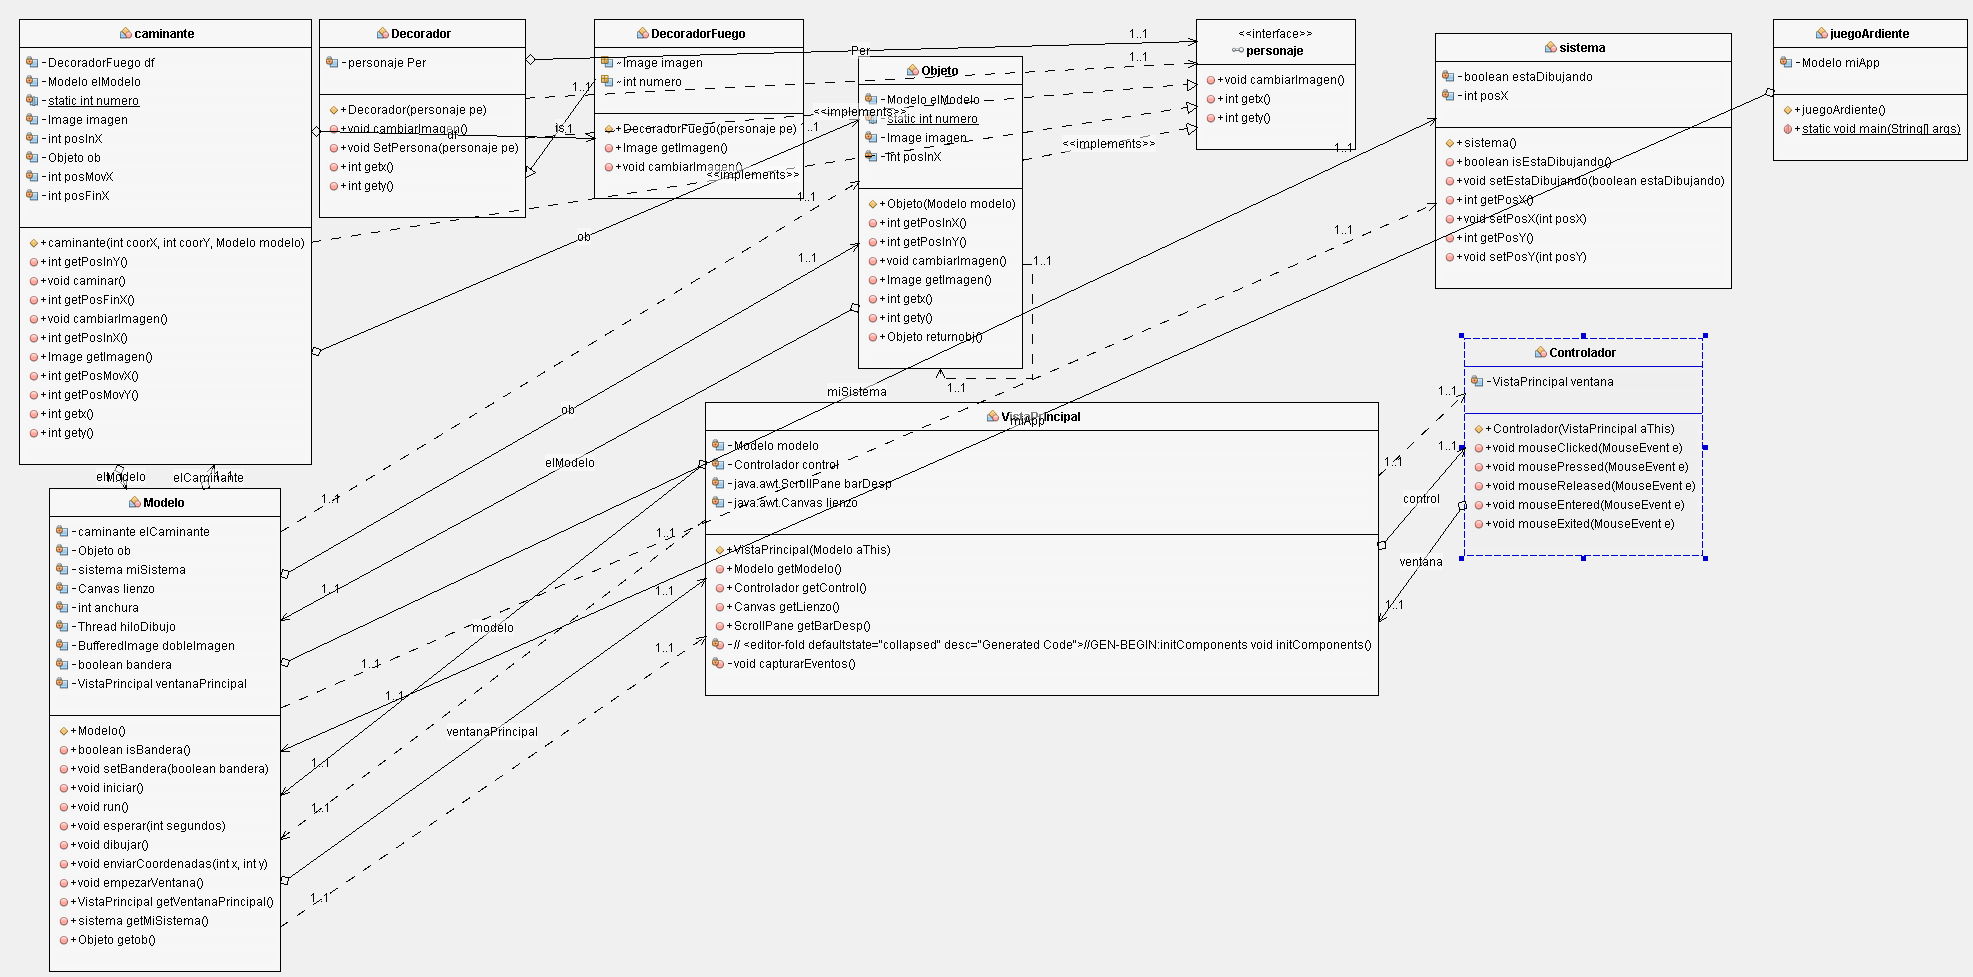 caminante
-DecoradorFuego df
-Modelo elModelo
-static int numero
-Image imagen
-int posInX
-Objeto ob
-int posMovX
-int posFinX
+caminante(int coorX, int coorY, Modelo modelo)
+int getPosInY()
+void caminar()
+int getPosFinX()
+void cambiarImagen()
+int getPosInX()
+Image getImagen()
+int getPosMovX()
+int getPosMovY()
+int getx()
+int gety()
Decorador
-personaje Per
+Decorador(personaje pe)
+void cambiarImagen()
+void SetPersona(personaje pe)
+int getx()
+int gety()
DecoradorFuego
~Image imagen
~int numero
+DecoradorFuego(personaje pe)
+Image getImagen()
+void cambiarImagen()
Objeto
-Modelo elModelo
-static int numero
-Image imagen
-int posInX
+Objeto(Modelo modelo)
+int getPosInX()
+int getPosInY()
+void cambiarImagen()
+Image getImagen()
+int getx()
+int gety()
+Objeto returnobj()
<<interface>>
personaje
+void cambiarImagen()
+int getx()
+int gety()
sistema
-boolean estaDibujando
-int posX
+sistema()
+boolean isEstaDibujando()
+void setEstaDibujando(boolean estaDibujando)
+int getPosX()
+void setPosX(int posX)
+int getPosY()
+void setPosY(int posY)
juegoArdiente
-Modelo miApp
+juegoArdiente()
+static void main(String[] args)
Controlador
-VistaPrincipal ventana
+Controlador(VistaPrincipal aThis)
+void mouseClicked(MouseEvent e)
+void mousePressed(MouseEvent e)
+void mouseReleased(MouseEvent e)
+void mouseEntered(MouseEvent e)
+void mouseExited(MouseEvent e)
VistaPrincipal
-Modelo modelo
-Controlador control
-java.awt.ScrollPane barDesp
-java.awt.Canvas lienzo
+VistaPrincipal(Modelo aThis)
+Modelo getModelo()
+Controlador getControl()
+Canvas getLienzo()
+ScrollPane getBarDesp()
-// <editor-fold defaultstate="collapsed" desc="Generated Code">//GEN-BEGIN:initComponents void initComponents()
-void capturarEventos()
Modelo
-caminante elCaminante
-Objeto ob
-sistema miSistema
-Canvas lienzo
-int anchura
-Thread hiloDibujo
-BufferedImage dobleImagen
-boolean bandera
-VistaPrincipal ventanaPrincipal
+Modelo()
+boolean isBandera()
+void setBandera(boolean bandera)
+void iniciar()
+void run()
+void esperar(int segundos)
+void dibujar()
+void enviarCoordenadas(int x, int y)
+void empezarVentana()
+VistaPrincipal getVentanaPrincipal()
+sistema getMiSistema()
+Objeto getob()
Per
1..1
1..1
1..1
is
df
<<implements>>
<<implements>>
<<implements>>
1..1
1..1
1..1
1..1
1..1
1..1
1..1
ob
ob
elModelo
elModelo
elCaminante
1..1
miSistema
miApp
1..1
1..1
1..1
control
ventana
1..1
1..1
1..1
1..1
1..1
1..1
modelo
1..1
1..1
1..1
1..1
ventanaPrincipal
1..1